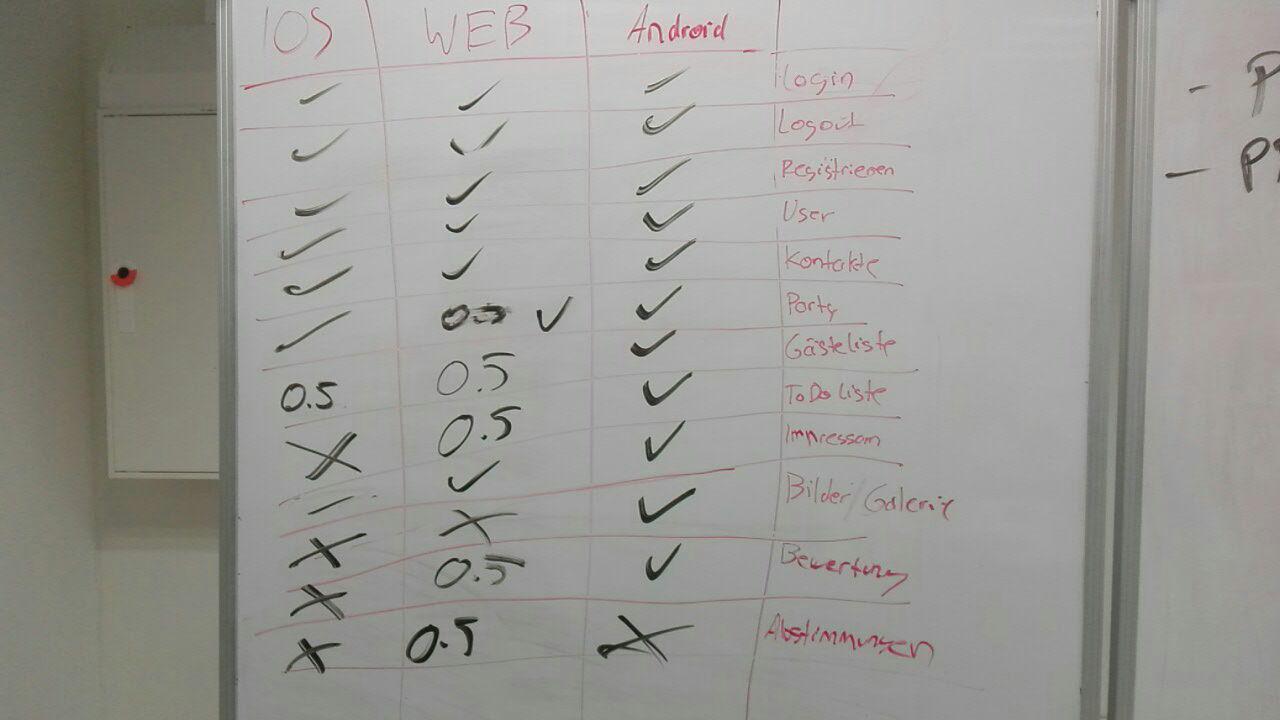 IOS WEB Android
✓ ✓ ✓ Login
✓ ✓ ✓ Logout
✓ ✓ ✓ Registrieren
✓ ✓ ✓ User
✓ ✓ ✓ Kontakte
✓ 0.5 ✓ ✓ Party
0.5 0.5 ✓ Gästeliste
X 0.5 ✓ ToDo Liste
– ✓ ✓ Impressum
X X ✓ Bilder/Galerie
X 0.5 ✓ Bewertung
X 0.5 X Abstimmungen
- P
- P